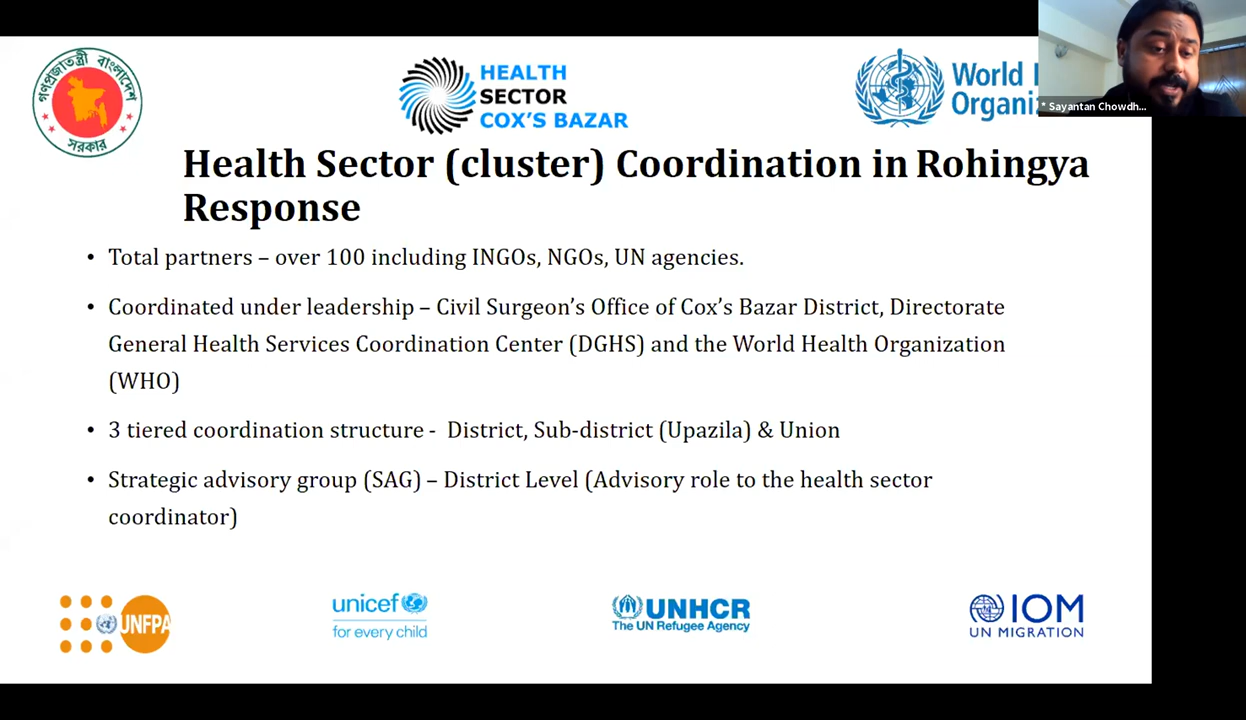 গণপ্রজাতন্ত্রী বাংলাদেশ
সরকার
HEALTH
SECTOR
COX'S BAZAR
World
Organi
* Sayantan Chowdh...
Health Sector (cluster) Coordination in Rohingya
Response
• Total partners – over 100 including INGOs, NGOs, UN agencies.
• Coordinated under leadership – Civil Surgeon’s Office of Cox’s Bazar District, Directorate
General Health Services Coordination Center (DGHS) and the World Health Organization
(WHO)
• 3 tiered coordination structure - District, Sub-district (Upazila) & Union
• Strategic advisory group (SAG) – District Level (Advisory role to the health sector
coordinator)
UNFPA
unicef
for every child
UNHCR
The UN Refugee Agency
IOM
UN MIGRATION